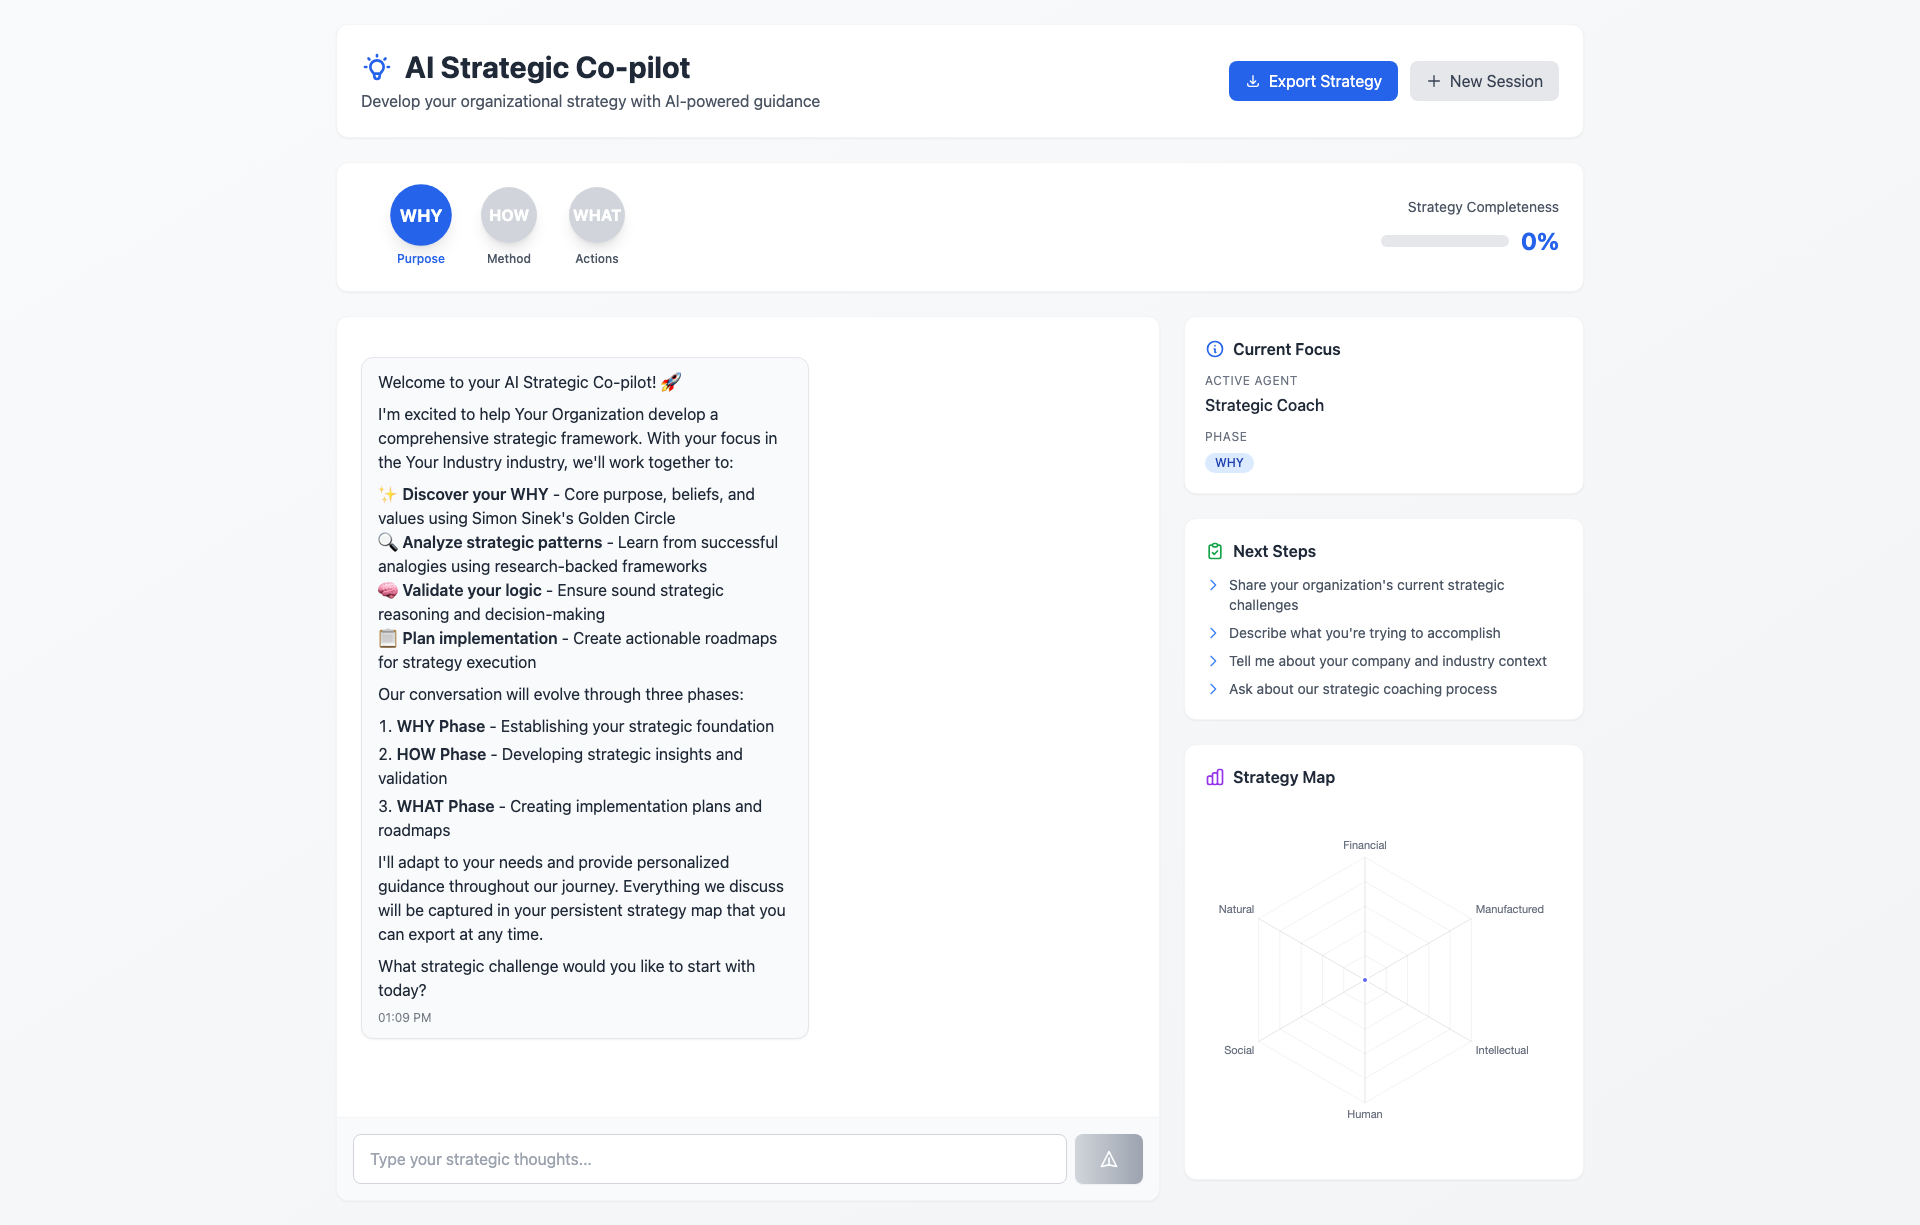 AI Strategic Co-pilot
Develop your organizational strategy with AI-powered guidance
Export Strategy
New Session
WHY
HOW
WHAT
Purpose
Method
Actions
Strategy Completeness
0%
Welcome to your AI Strategic Co-pilot! 🚀
I'm excited to help Your Organization develop a
comprehensive strategic framework. With your focus in
the Your Industry industry, we'll work together to:
✨ Discover your WHY - Core purpose, beliefs, and
values using Simon Sinek's Golden Circle
🔍 Analyze strategic patterns - Learn from successful
analogies using research-backed frameworks
🧠 Validate your logic - Ensure sound strategic
reasoning and decision-making
📋 Plan implementation - Create actionable roadmaps
for strategy execution
Our conversation will evolve through three phases:
1. WHY Phase - Establishing your strategic foundation
2. HOW Phase - Developing strategic insights and
validation
3. WHAT Phase - Creating implementation plans and
roadmaps
I'll adapt to your needs and provide personalized
guidance throughout our journey. Everything we discuss
will be captured in your persistent strategy map that you
can export at any time.
What strategic challenge would you like to start with
today?
01:09 PM
Type your strategic thoughts...
Current Focus
ACTIVE AGENT
Strategic Coach
PHASE
WHY
Next Steps
Share your organization's current strategic
challenges
Describe what you're trying to accomplish
Tell me about your company and industry context
Ask about our strategic coaching process
Strategy Map
Financial
Natural
Manufactured
Social
Intellectual
Human